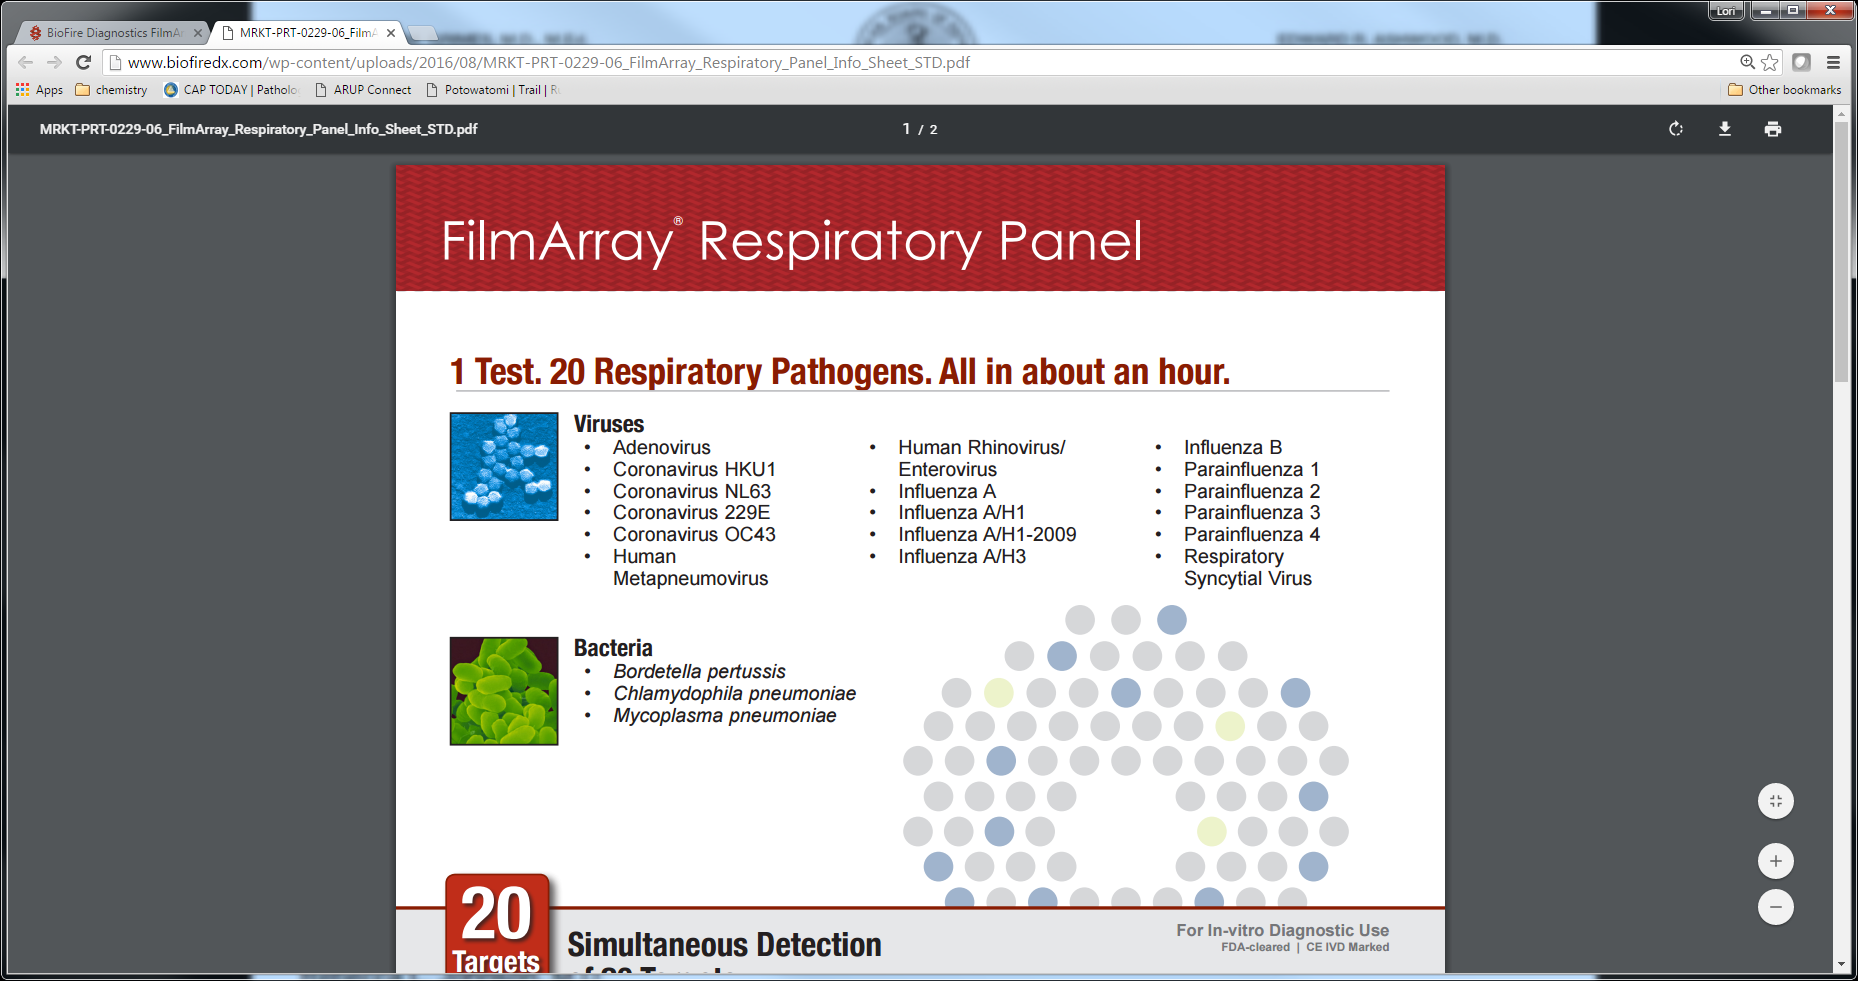 Lori
BioFire Diagnostics FilmAr
MRKT-PRT-0229-06_FilmA
www.biofiredx.com/wp-content/uploads/2016/08/MRKT-PRT-0229-06_FilmArray_Respiratory_Panel_Info_Sheet_STD.pdf
Apps chemistry CAP TODAY | Patholo ARUP Connect Potowatomi | Trail | R Other bookmarks
MRKT-PRT-0229-06_FilmArray_Respiratory_Panel_Info_Sheet_STD.pdf 1 / 2
FilmArray® Respiratory Panel
1 Test. 20 Respiratory Pathogens. All in about an hour.
Viruses
• Adenovirus
• Coronavirus HKU1
• Coronavirus NL63
• Coronavirus 229E
• Coronavirus OC43
• Human
Metapneumovirus
• Human Rhinovirus/
Enterovirus
• Influenza A
• Influenza A/H1
• Influenza A/H1-2009
• Influenza A/H3
• Influenza B
• Parainfluenza 1
• Parainfluenza 2
• Parainfluenza 3
• Parainfluenza 4
• Respiratory
Syncytial Virus
Bacteria
• Bordetella pertussis
• Chlamydophila pneumoniae
• Mycoplasma pneumoniae
20
Targets
Simultaneous Detection
For In-vitro Diagnostic Use
FDA-cleared | CE IVD Marked